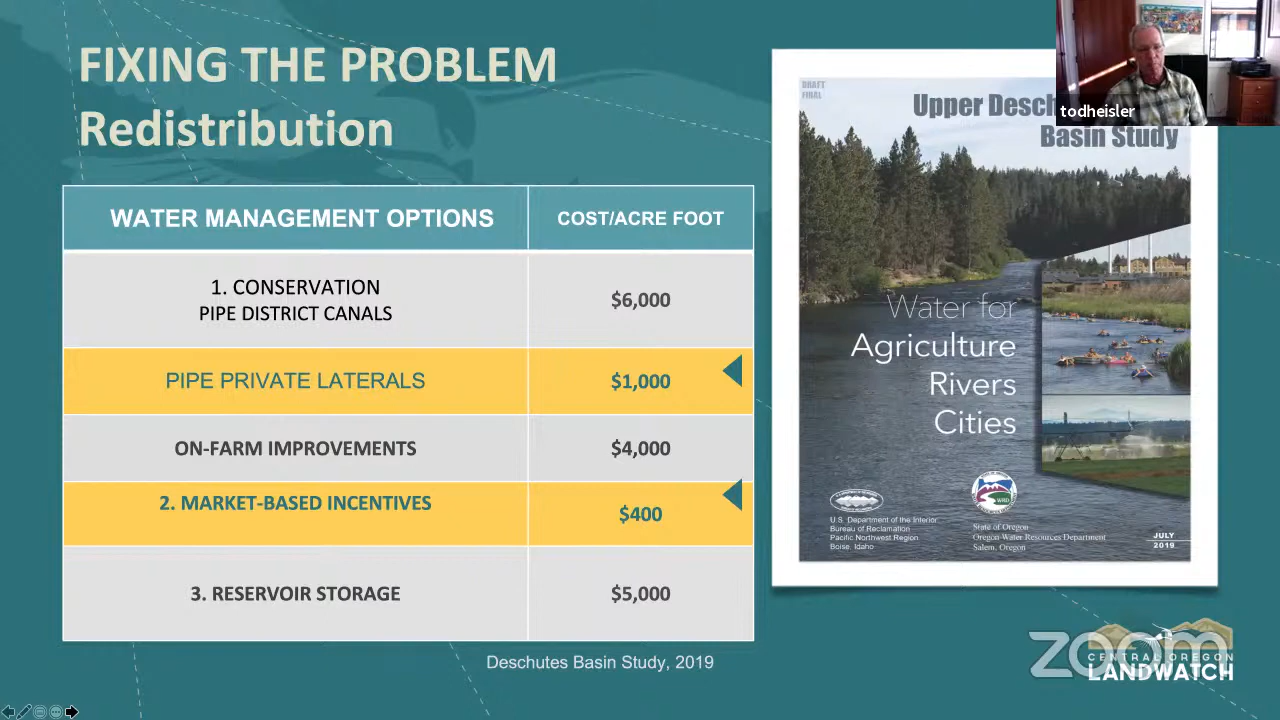 FIXING THE PROBLEM
Redistribution
WATER MANAGEMENT OPTIONS
COST/ACRE FOOT
1. CONSERVATION
PIPE DISTRICT CANALS
$6,000
PIPE PRIVATE LATERALS
$1,000
ON-FARM IMPROVEMENTS
$4,000
2. MARKET-BASED INCENTIVES
$400
3. RESERVOIR STORAGE
$5,000
Deschutes Basin Study, 2019
DRAFT
FINAL
Upper Desch
Basin Study
Water for
Agriculture
Rivers
Cities
U.S. Department of the Interior
Bureau of Reclamation
Pacific Northwest Region
Boise, Idaho
WRD
State of Oregon
Oregon Water Resources Department
Salem, Oregon
JULY
2019
todheisler
zoom
CENTRAL OREGON
LANDWATCH